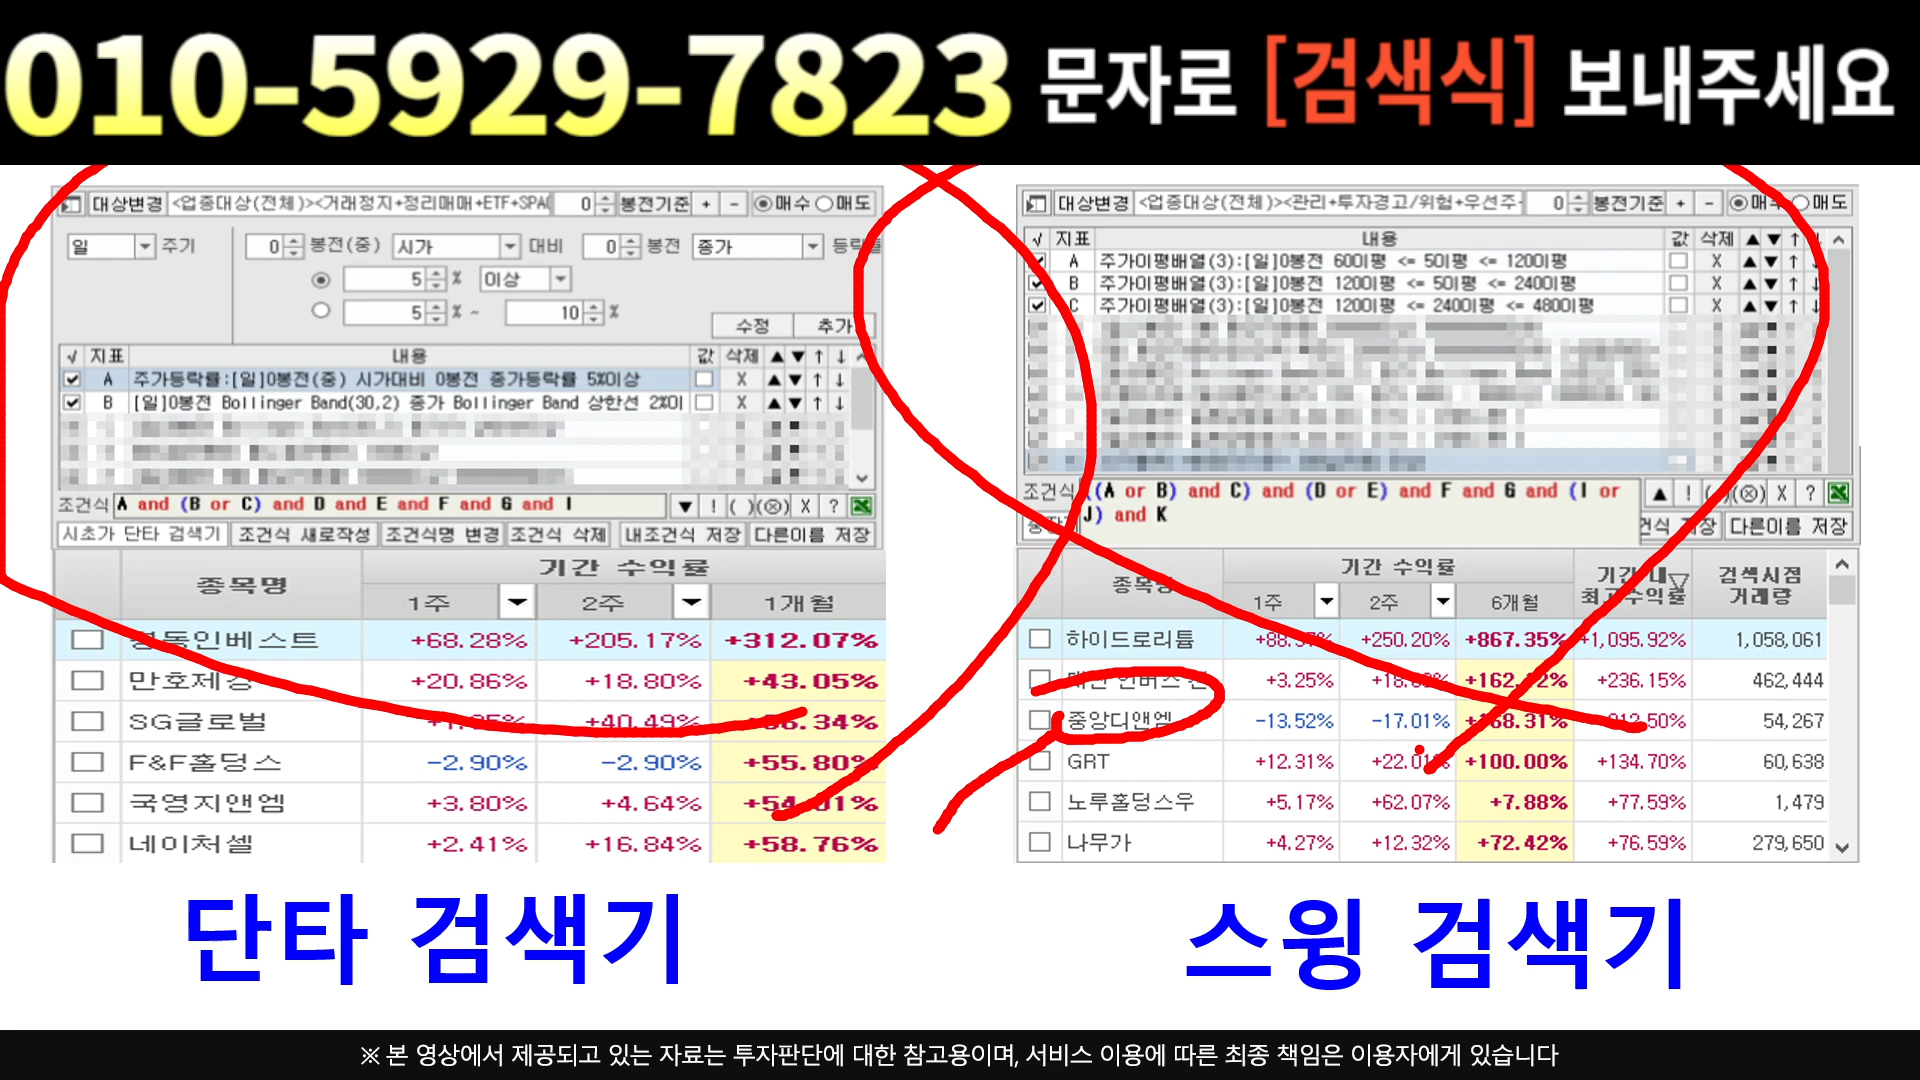 010-5929-7823 문자로 [검색식] 보내주세요
대상변경 <업종대상(전체)><거래정지+정리매매+ETF+SPAC 0 봉전기준 + - 매수 매도
일 주기 0 봉전(중) 시가 대비 0 봉전 종가
5 % 이상
5 % ~ 10 %
수정 추가
√ 지표 내용 값 삭제 ▲ ▼ ↑ ↓
A 주가등락률:[일]0봉전(중) 시가대비 0봉전 종가등락률 5%이상 X ▲ ▼ ↑ ↓
B [일]0봉전 Bollinger Band(30,2) 종가 Bollinger Band 상한선 2%이 X ▲ ▼ ↑ ↓
조건식 A and (B or C) and D and E and F and G and I ▼ ! ( ) (⊗) X ?
시초가 단타 검색기 조건식 새로작성 조건식명 변경 조건식 삭제 내조건식 저장 다른이름 저장
종목명 기간 수익률
1주 2주 1개월
+68.28% +205.17% +312.07%
만호제강 +20.86% +18.80% +43.05%
SG글로벌 +40.49%
F&F홀딩스 -2.90% -2.90% +55.80%
국영지앤엠 +3.80% +4.64%
네이처셀 +2.41% +16.84% +58.76%
단타 검색기
대상변경 <업종대상(전체)><관리+투자경고/위험+우선주+ 0 봉전기준 + - 매수 매도
√ 지표 내용 값 삭제 ▲ ▼ ↑ ↓
A 주가이평배열(3):[일]0봉전 60이평 <= 5이평 <= 120이평 X ▲ ▼ ↑ ↓
B 주가이평배열(3):[일]0봉전 120이평 <= 5이평 <= 240이평 X ▲ ▼ ↑ ↓
C 주가이평배열(3):[일]0봉전 120이평 <= 240이평 <= 480이평 X ▲ ▼ ↑ ↓
조건식 ((A or B) and C) and (D or E) and F and G and (I or ▲ ! ( ) (⊗) X ?
J) and K
저장 다른이름 저장
종목명 기간 수익률 기간 내 최고수익률 검색시점 거래량
1주 2주 6개월
하이드로리튬 +250.20% +867.35% +1,095.92% 1,058,061
+3.25% +236.15% 462,444
중앙디앤엠 -13.52% -17.01% 54,267
GRT +12.31% +100.00% +134.70% 60,638
노루홀딩스우 +5.17% +62.07% +7.88% +77.59% 1,479
나무가 +4.27% +12.32% +72.42% +76.59% 279,650
스윙 검색기
※ 본 영상에서 제공되고 있는 자료는 투자판단에 대한 참고용이며, 서비스 이용에 따른 최종 책임은 이용자에게 있습니다